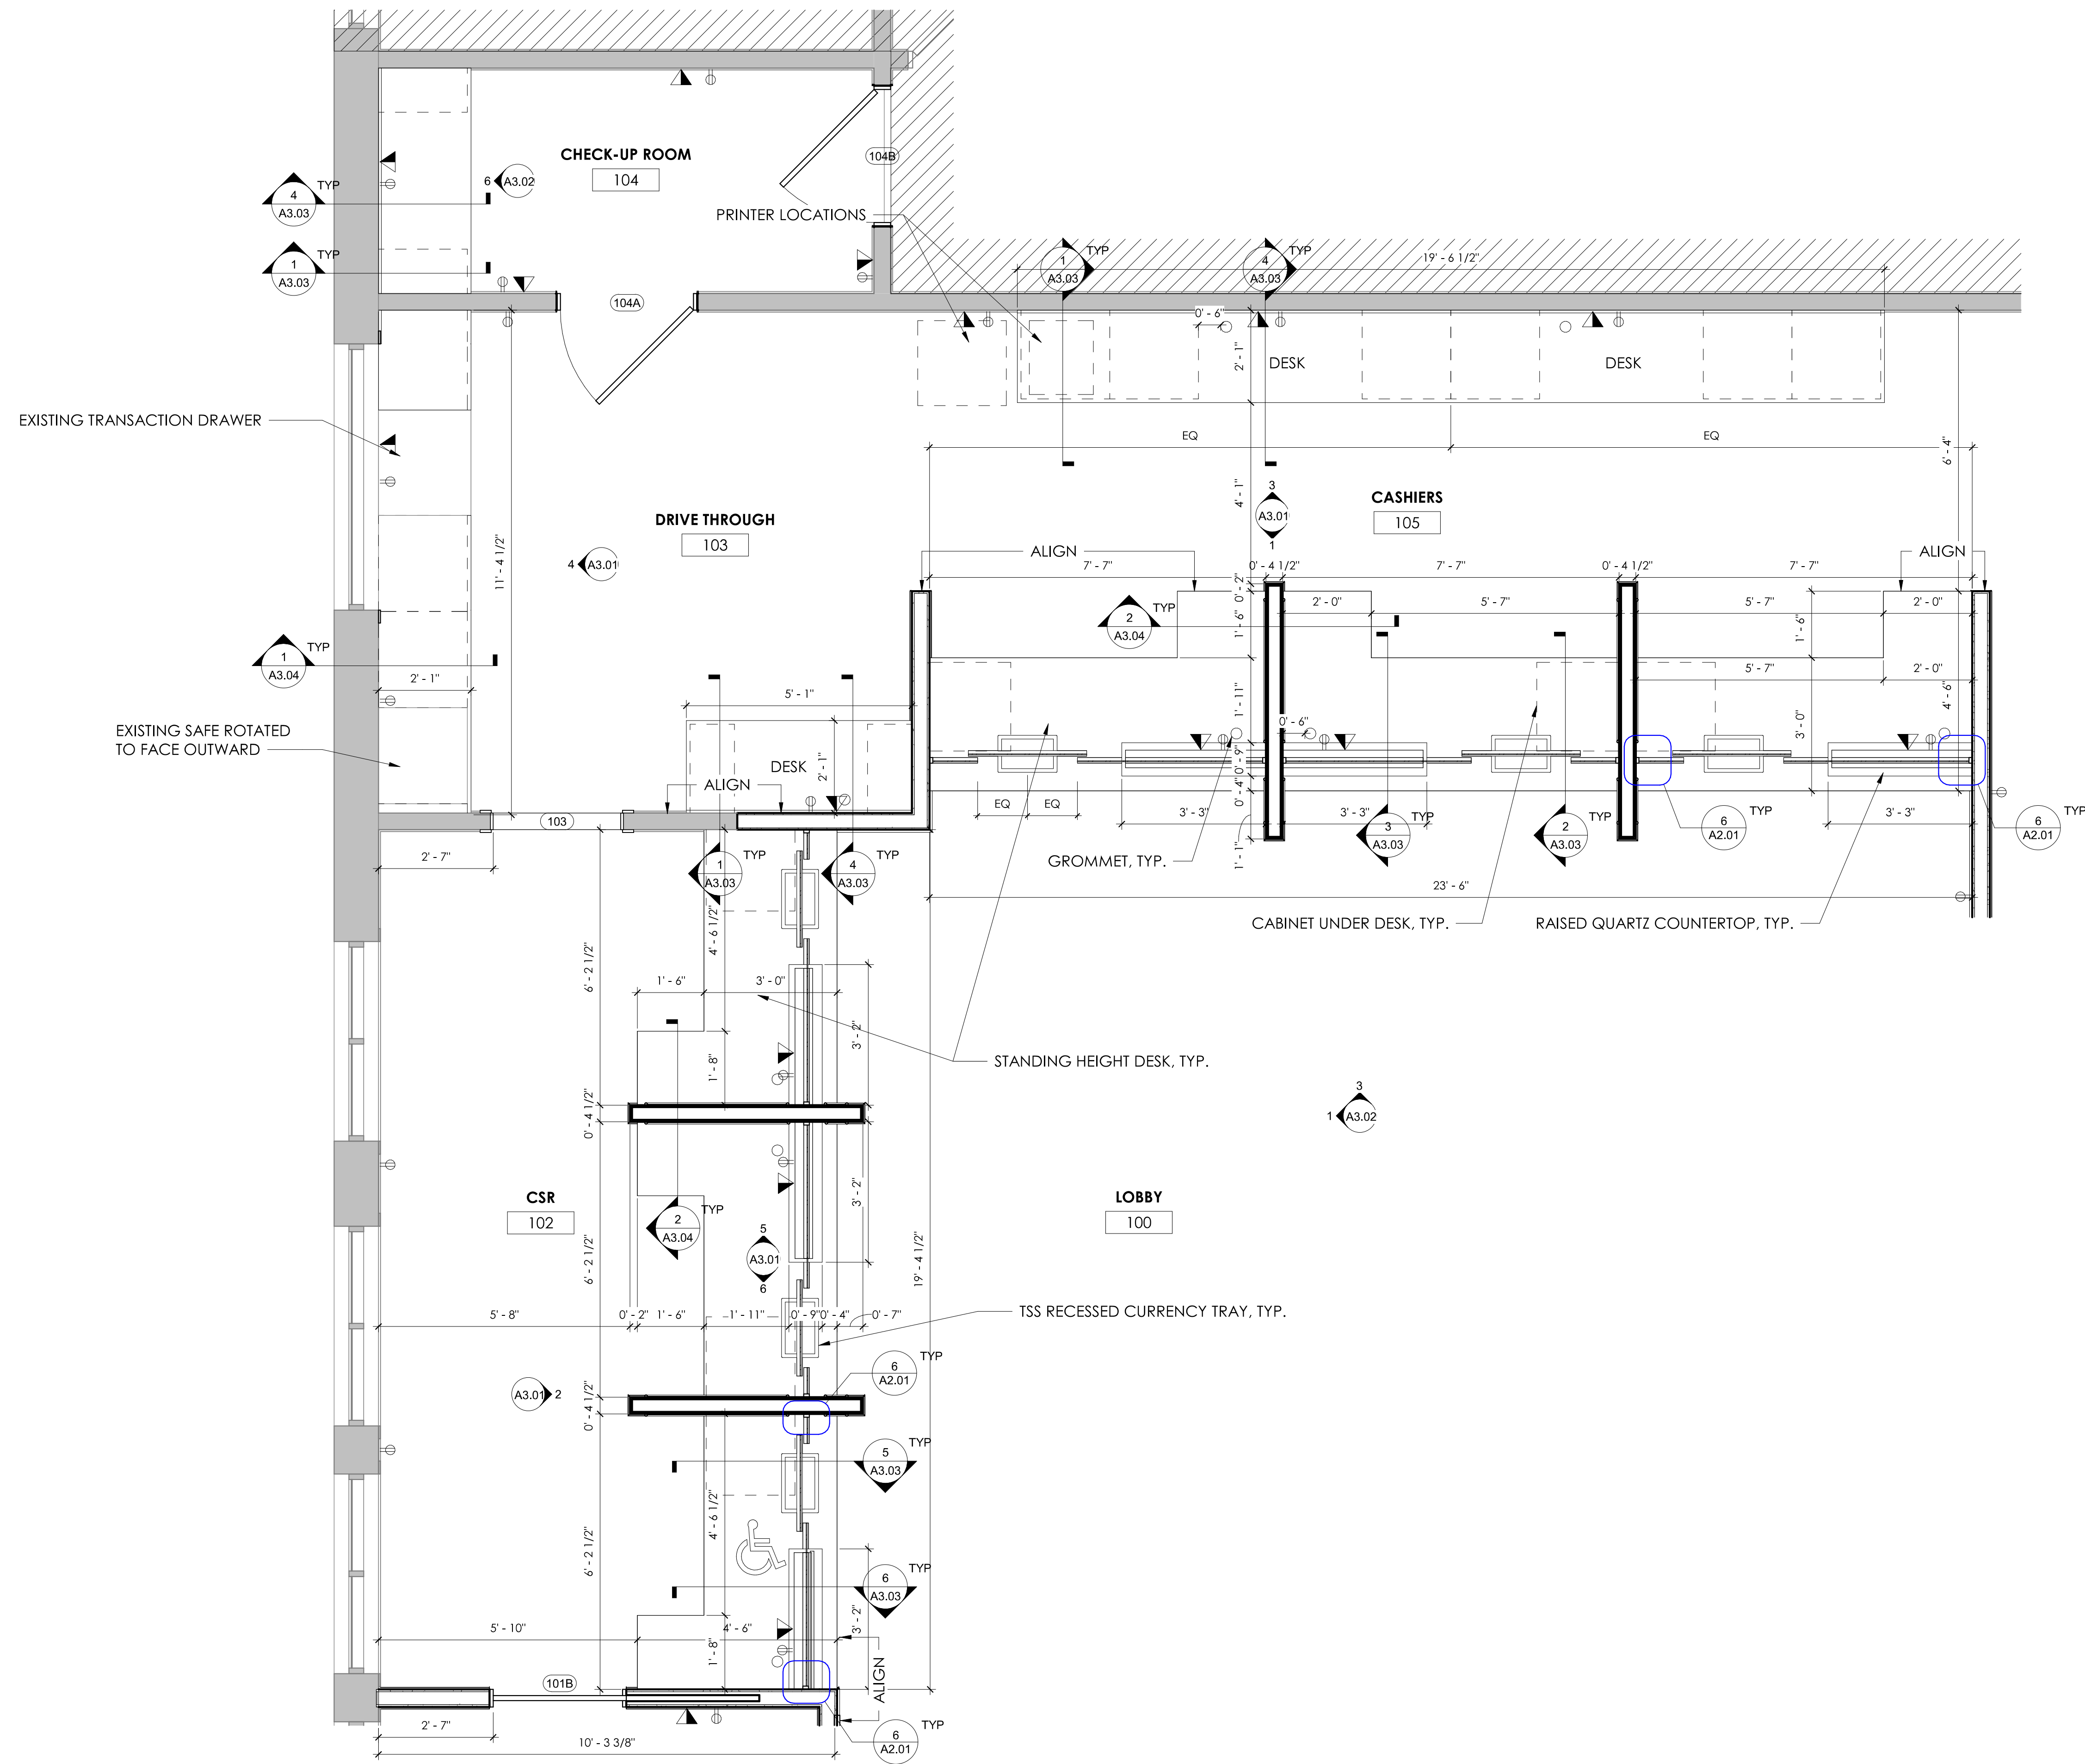 CHECK-UP ROOM
104
104B
6
A3.02
4
A3.03
TYP
1
A3.03
TYP
PRINTER LOCATIONS
104A
1
A3.03
TYP
4
A3.03
TYP
19' - 6 1/2"
0' - 6"
2' - 1"
DESK
DESK
EXISTING TRANSACTION DRAWER
EQ
EQ
6' - 4"
4' - 1"
3
A3.01
1
CASHIERS
105
DRIVE THROUGH
103
11' - 4 1/2"
4
A3.01
ALIGN
ALIGN
7' - 7"
0' - 4 1/2"
7' - 7"
0' - 4 1/2"
7' - 7"
0' - 2"
2' - 0"
5' - 7"
5' - 7"
2' - 0"
2
A3.04
TYP
1' - 6"
1' - 6"
1
A3.04
TYP
2' - 1"
5' - 7"
2' - 0"
5' - 1"
1' - 11"
4' - 6"
EXISTING SAFE ROTATED
TO FACE OUTWARD
0' - 6"
3' - 0"
DESK
2' - 1"
0' - 9"
ALIGN
0' - 4"
EQ
EQ
3' - 3"
3' - 3"
3' - 3"
103
3
A3.03
TYP
2
A3.03
TYP
6
A2.01
TYP
6
A2.01
TYP
2' - 7"
1
A3.03
TYP
4
A3.03
TYP
GROMMET, TYP.
1' - 1"
23' - 6"
CABINET UNDER DESK, TYP.
RAISED QUARTZ COUNTERTOP, TYP.
4' - 6 1/2"
6' - 2 1/2"
1' - 6"
3' - 0"
3' - 2"
STANDING HEIGHT DESK, TYP.
1' - 8"
0' - 4 1/2"
3
1
A3.02
CSR
102
LOBBY
100
3' - 2"
2
A3.04
TYP
5
A3.01
6
6' - 2 1/2"
19' - 4 1/2"
5' - 8"
0' - 2"
1' - 6"
1' - 11"
0' - 9"
0' - 4"
0' - 7"
TSS RECESSED CURRENCY TRAY, TYP.
6
A2.01
TYP
A3.01
2
0' - 4 1/2"
5
A3.03
TYP
4' - 6 1/2"
6' - 2 1/2"
6
A3.03
TYP
5' - 10"
4' - 6"
3' - 2"
1' - 8"
ALIGN
101B
2' - 7"
6
A2.01
TYP
10' - 3 3/8"